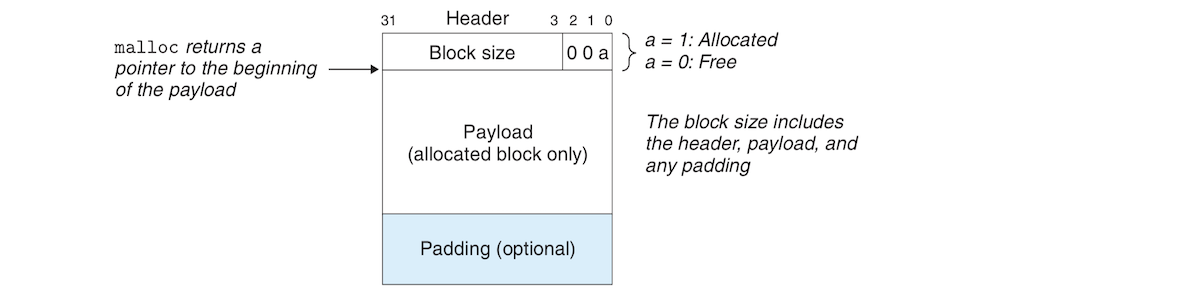 31 Header 3 2 1 0
malloc returns a
pointer to the beginning
of the payload
Block size 0 0 a
a = 1: Allocated
a = 0: Free
Payload
(allocated block only)
The block size includes
the header, payload, and
any padding
Padding (optional)